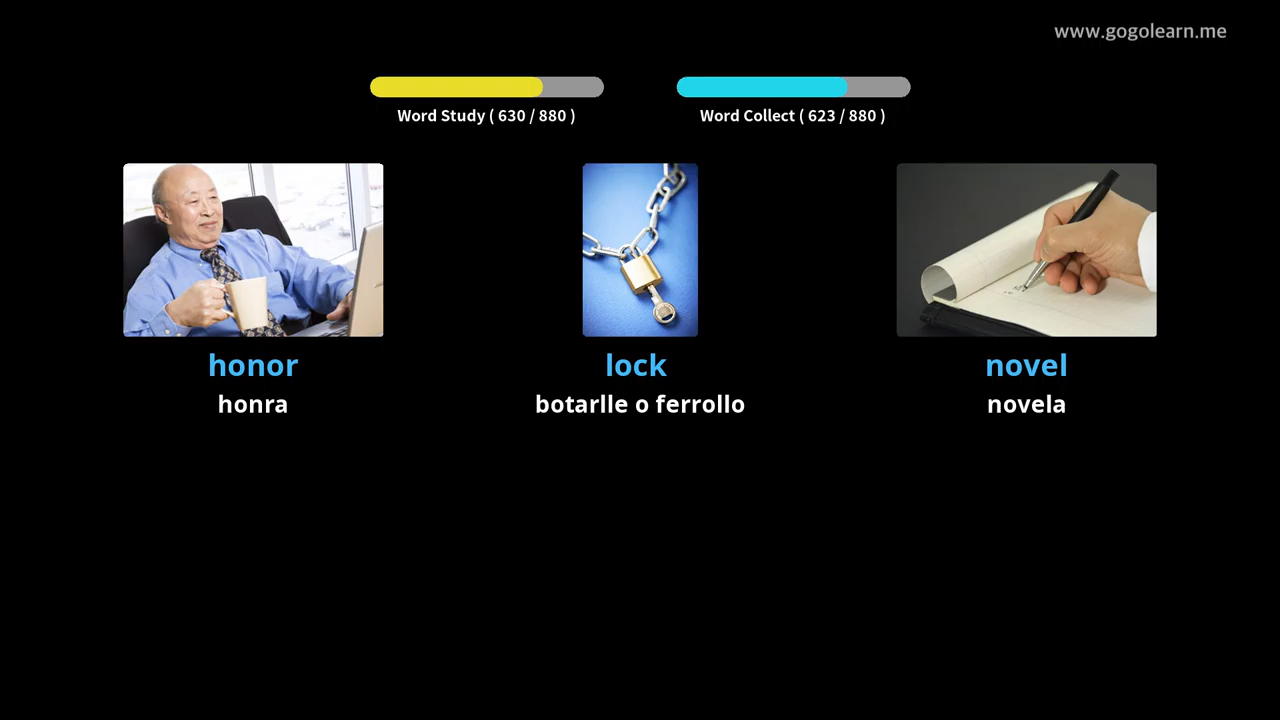 www.gogolearn.me
Word Study ( 630 / 880 )
Word Collect ( 623 / 880 )
honor
honra
lock
botarlle o ferrollo
novel
novela